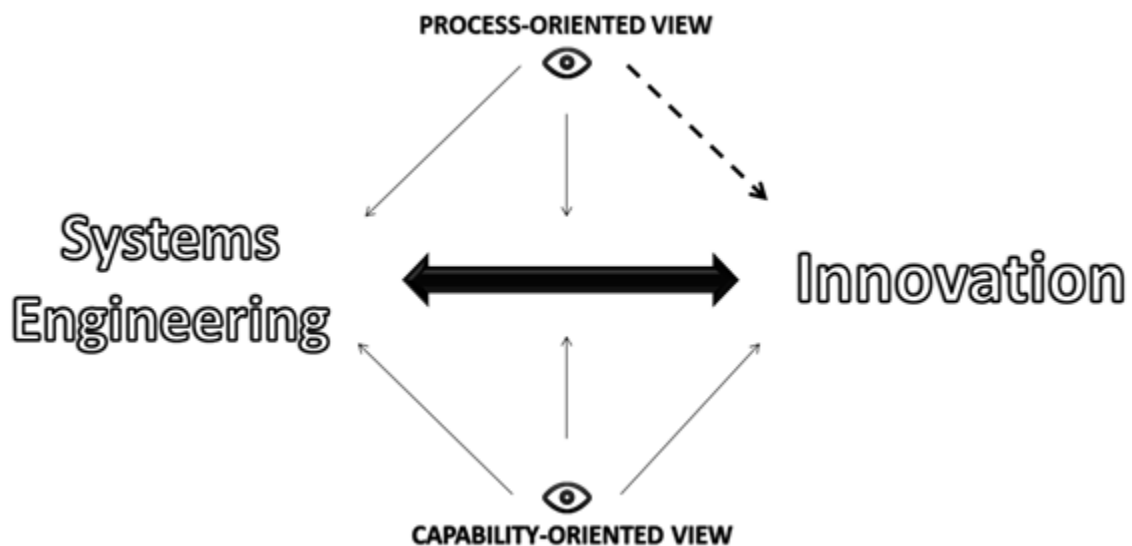 PROCESS-ORIENTED VIEW
Systems
Engineering
Innovation
CAPABILITY-ORIENTED VIEW